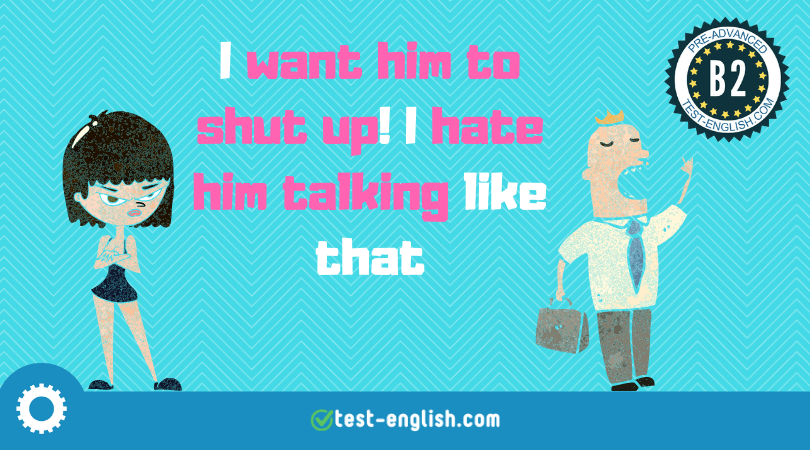 I want him to
shut up! I hate
him talking like
that
PRE-ADVANCED
B2
TEST-ENGLISH.COM
test-english.com